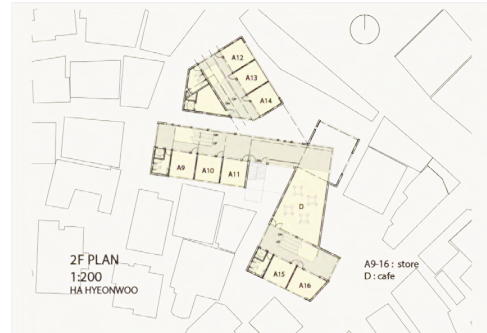 A12
A13
A14
A9
A10
A11
D
A15
A16
2F PLAN
1:200
HA HYEONWOO
A9-16 : store
D : cafe